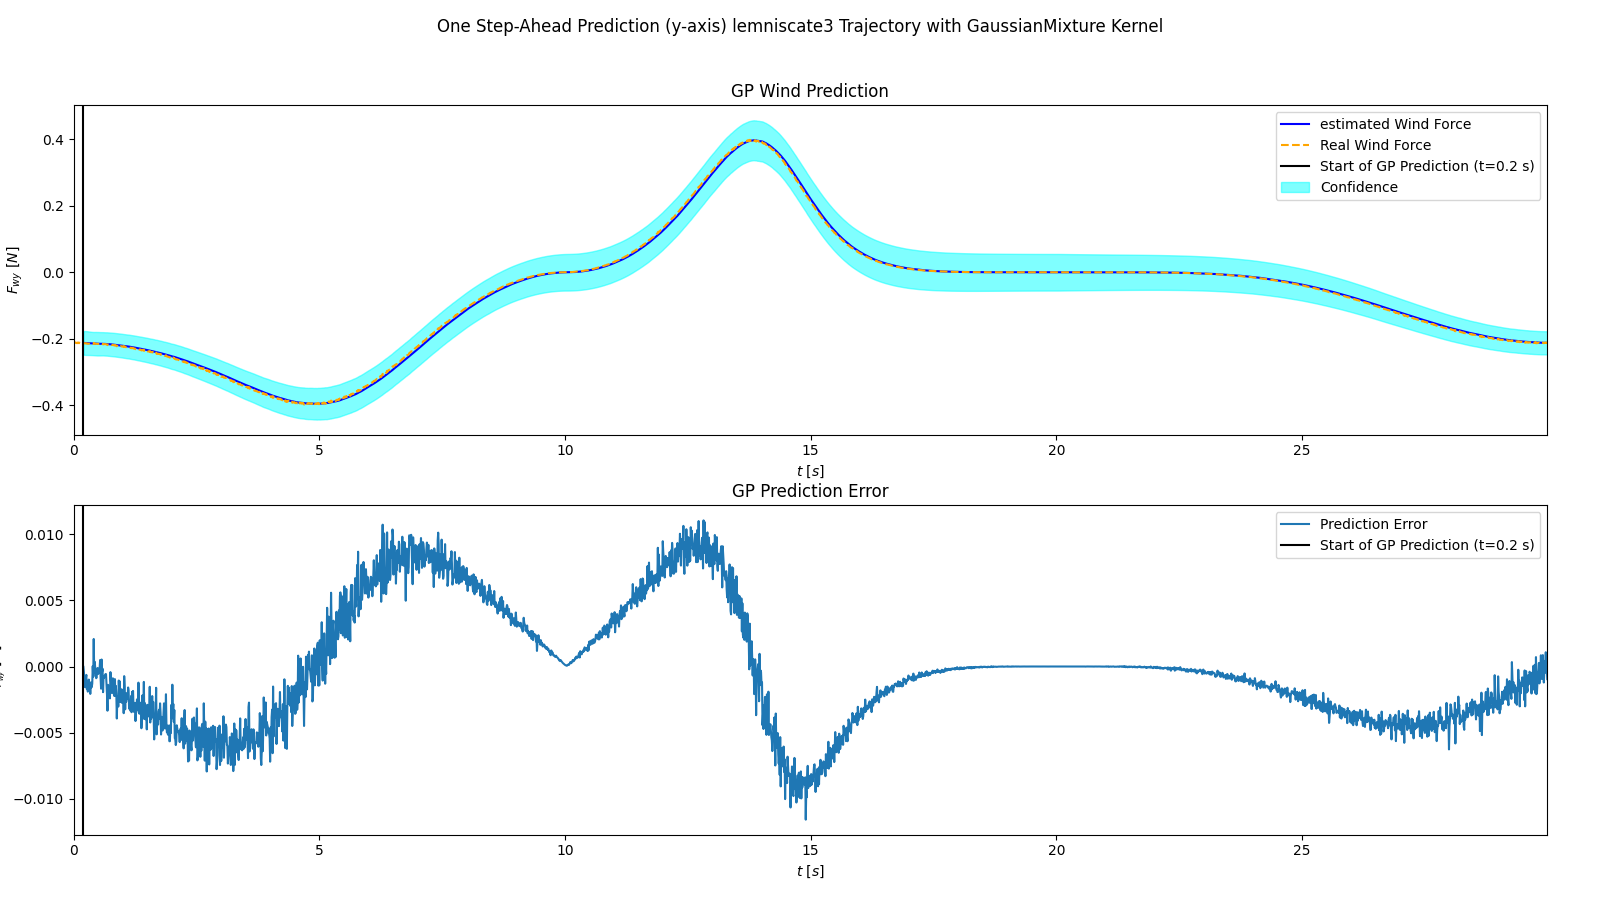 One Step-Ahead Prediction (y-axis) lemniscate3 Trajectory with GaussianMixture Kernel
GP Wind Prediction
0.4
0.2
0.0
−0.2
−0.4
F_wy [N]
estimated Wind Force
Real Wind Force
Start of GP Prediction (t=0.2 s)
Confidence
0 5 10 15 20 25
t [s]
GP Prediction Error
0.010
0.005
0.000
−0.005
−0.010
Prediction Error
Start of GP Prediction (t=0.2 s)
0 5 10 15 20 25
t [s]